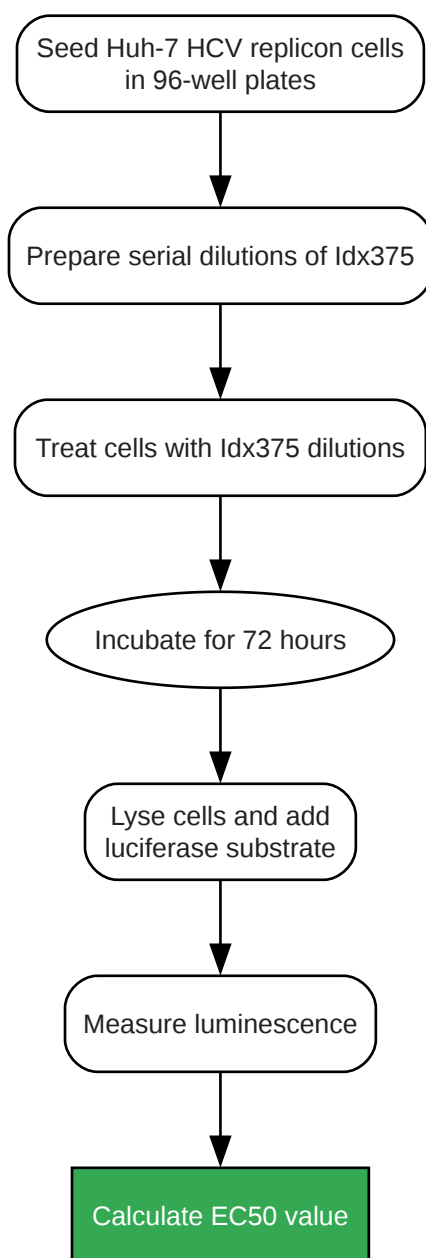 Seed Huh-7 HCV replicon cells
in 96-well plates
Prepare serial dilutions of Idx375
Treat cells with Idx375 dilutions
Incubate for 72 hours
Lyse cells and add
luciferase substrate
Measure luminescence
Calculate EC50 value